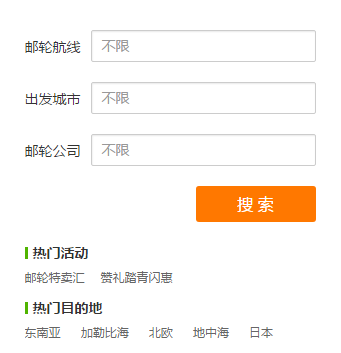 邮轮航线 不限
出发城市 不限
邮轮公司 不限
搜索
热门活动
邮轮特卖汇 赞礼踏青闪惠
热门目的地
东南亚 加勒比海 北欧 地中海 日本